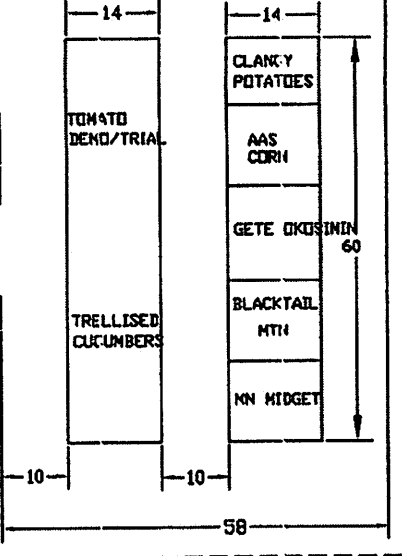 14
14
CLANCY
POTATOES
TOMATO
DEMO/TRIAL
AAS
CORN
GETE OKOSIMIN
60
BLACKTAIL
MTN
TRELLISED
CUCUMBERS
MN MIDGET
10
10
58